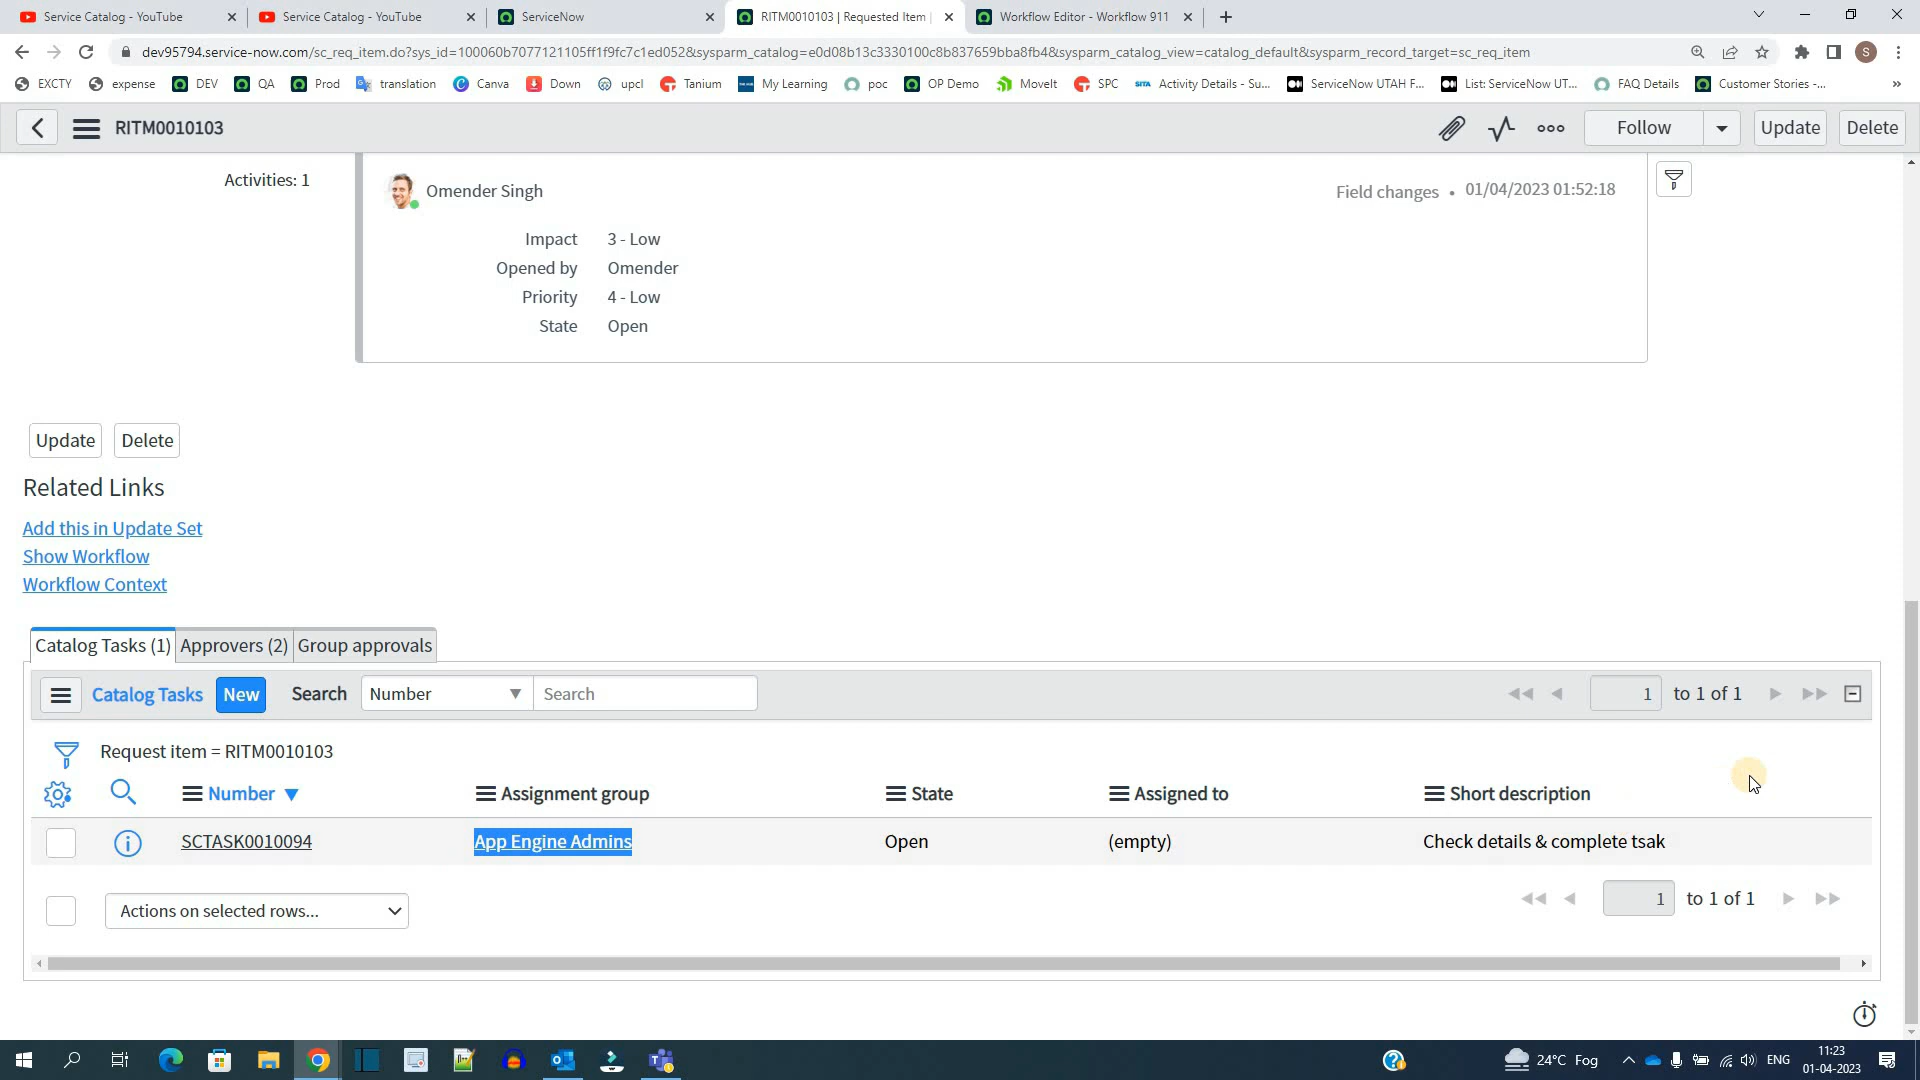 Service Catalog - YouTube
Service Catalog - YouTube
ServiceNow
RITM0010103 | Requested Item |
Workflow Editor - Workflow 911
dev95794.service-now.com/sc_req_item.do?sys_id=100060b7077121105ff1f9fc7c1ed052&sysparm_catalog=e0d08b13c3330100c8b837659bba8fb4&sysparm_catalog_view=catalog_default&sysparm_record_target=sc_req_item
S
EXCTY expense DEV QA Prod translation Canva Down upcl Tanium My Learning poc OP Demo MoveIt SPC Activity Details - Su... ServiceNow UTAH F... List: ServiceNow UT... FAQ Details Customer Stories -... »
RITM0010103
Follow Update Delete
Activities: 1
Omender Singh
Field changes • 01/04/2023 01:52:18
Impact 3 - Low
Opened by Omender
Priority 4 - Low
State Open
Update Delete
Related Links
Add this in Update Set
Show Workflow
Workflow Context
Catalog Tasks (1) Approvers (2) Group approvals
Catalog Tasks New Search Number Search 1 to 1 of 1
Request item = RITM0010103
Number Assignment group State Assigned to Short description
SCTASK0010094 App Engine Admins Open (empty) Check details & complete tsak
Actions on selected rows... 1 to 1 of 1
24°C Fog ENG 11:23
01-04-2023